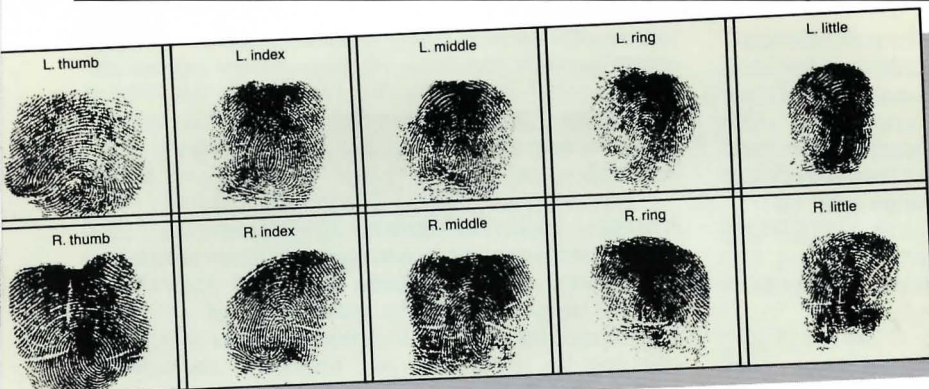 L. thumb
L. index
L. middle
L. ring
L. little
R. thumb
R. index
R. middle
R. ring
R. little